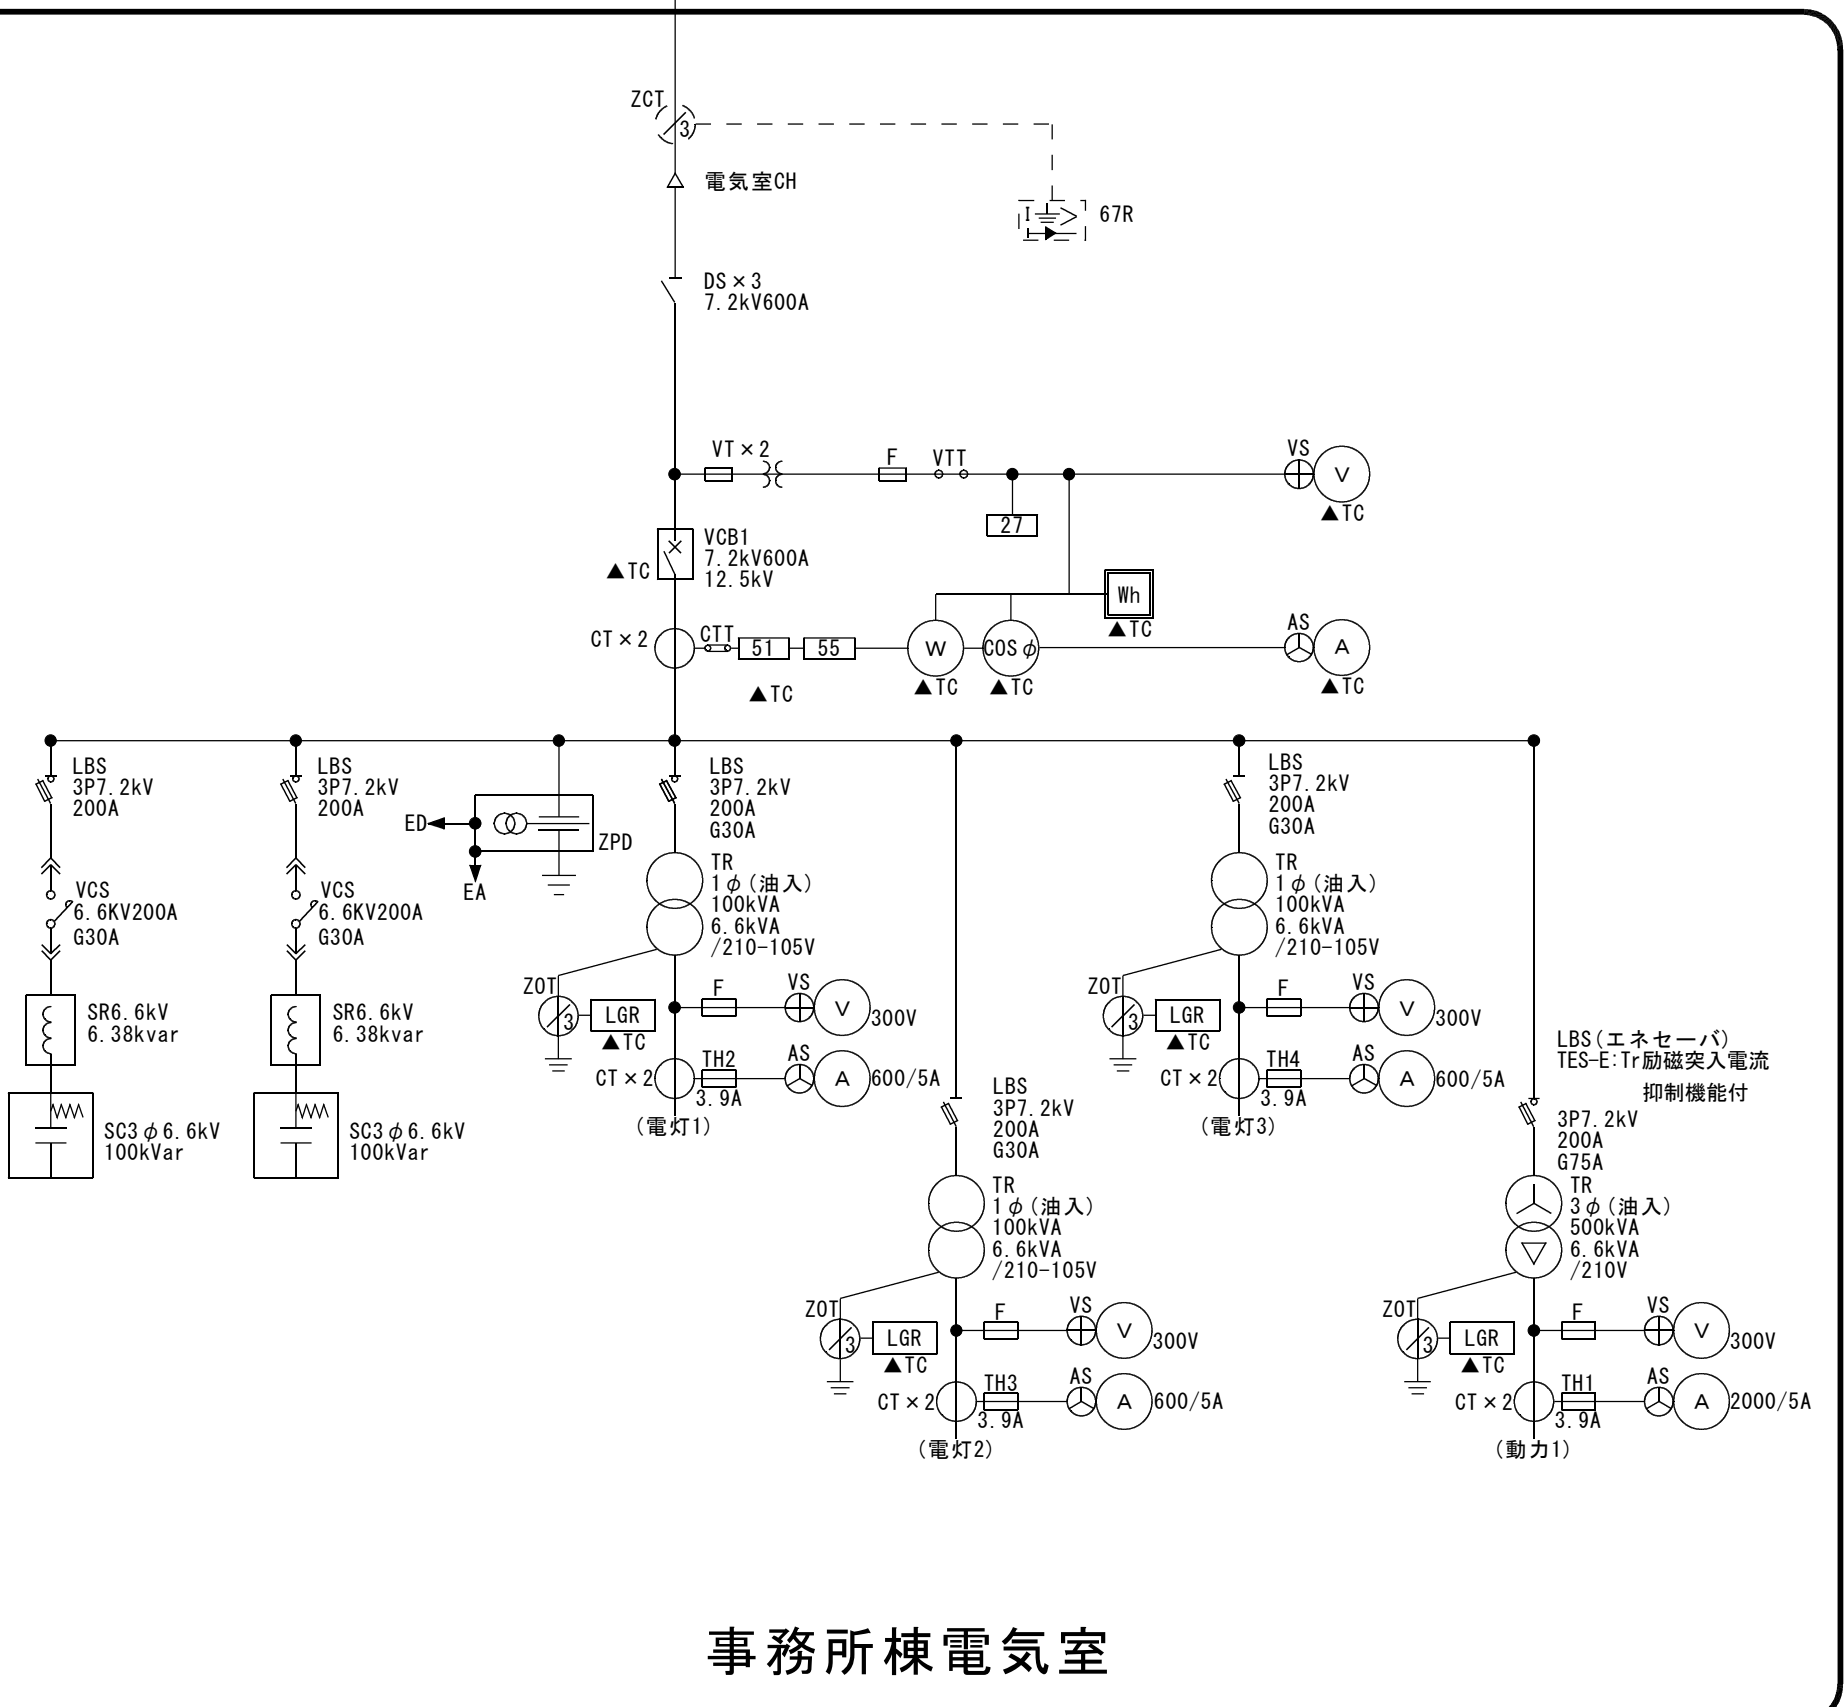 ZCT
3
電気室CH
I
67R
DS×3
7.2kV600A
VT×2
F
VTT
VS
V
▲TC
27
VCB1
7.2kV600A
12.5kV
▲TC
Wh
▲TC
CT×2
CTT
51
55
W
COSφ
AS
A
▲TC
▲TC
▲TC
▲TC
LBS
3P7.2kV
200A
VCS
6.6KV200A
G30A
SR6.6kV
6.38kvar
SC3φ6.6kV
100kVar
LBS
3P7.2kV
200A
VCS
6.6KV200A
G30A
SR6.6kV
6.38kvar
SC3φ6.6kV
100kVar
ED
ZPD
EA
LBS
3P7.2kV
200A
G30A
TR
1φ(油入)
100kVA
6.6kVA
/210-105V
ZOT
3
LGR
▲TC
F
VS
V
300V
CT×2
TH2
3.9A
AS
A
600/5A
(電灯1)
LBS
3P7.2kV
200A
G30A
TR
1φ(油入)
100kVA
6.6kVA
/210-105V
ZOT
3
LGR
▲TC
F
VS
V
300V
CT×2
TH3
3.9A
AS
A
600/5A
(電灯2)
LBS
3P7.2kV
200A
G30A
TR
1φ(油入)
100kVA
6.6kVA
/210-105V
ZOT
3
LGR
▲TC
F
VS
V
300V
CT×2
TH4
3.9A
AS
A
600/5A
(電灯3)
LBS(エネセーバ)
TES-E:Tr励磁突入電流
抑制機能付
3P7.2kV
200A
G75A
TR
3φ(油入)
500kVA
6.6kVA
/210V
ZOT
3
LGR
▲TC
F
VS
V
300V
CT×2
TH1
3.9A
AS
A
2000/5A
(動力1)
事務所棟電気室